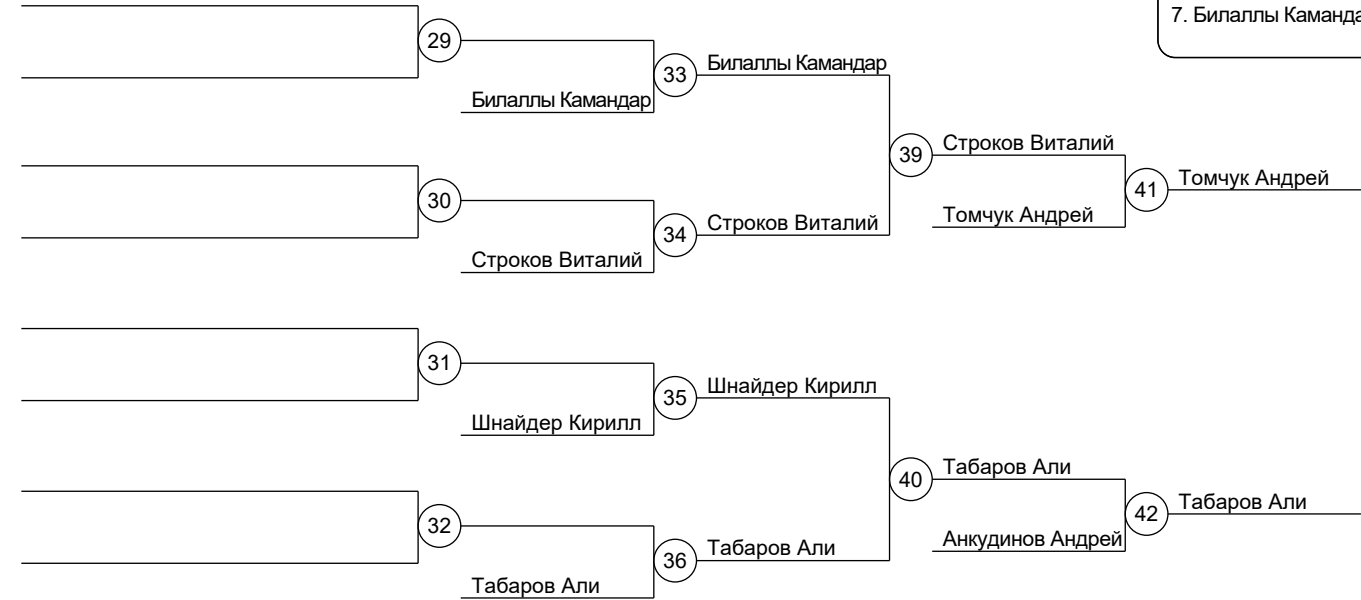 7. Билаллы Каманда
29
33
Билаллы Камандар
Билаллы Камандар
39
Строков Виталий
41
Томчук Андрей
30
Томчук Андрей
34
Строков Виталий
Строков Виталий
31
35
Шнайдер Кирилл
Шнайдер Кирилл
40
Табаров Али
42
Табаров Али
32
Анкудинов Андрей
36
Табаров Али
Табаров Али